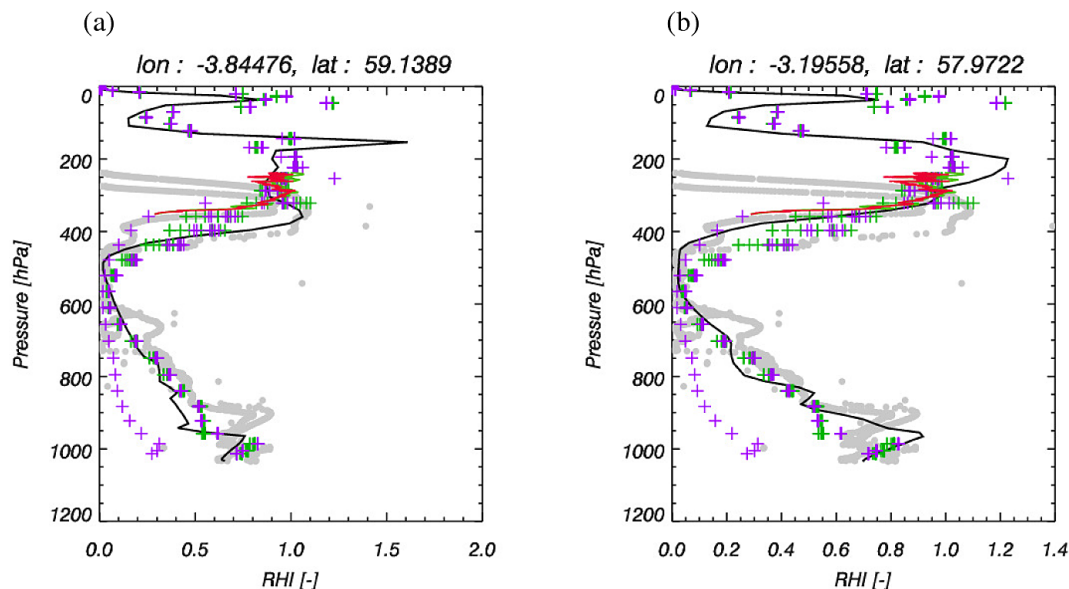 (a)
(b)
lon : -3.84476, lat : 59.1389
lon : -3.19558, lat : 57.9722
0
200
400
600
800
1000
1200
Pressure [hPa]
0.0 0.5 1.0 1.5 2.0
RHI [-]
0
200
400
600
800
1000
1200
Pressure [hPa]
0.0 0.2 0.4 0.6 0.8 1.0 1.2 1.4
RHI [-]